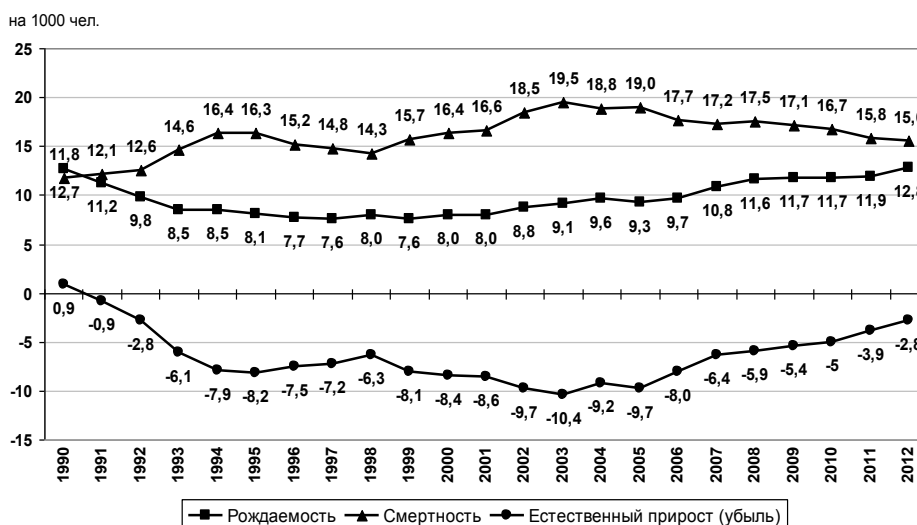 на 1000 чел.
25
20
15
10
5
0
-5
-10
-15
11,8 12,1 12,6 14,6 16,4 16,3 15,2 14,8 14,3 15,7 16,4 16,6 18,5 19,5 18,8 19,0 17,7 17,2 17,5 17,1 16,7 15,8
12,7 11,2 9,8 8,5 8,5 8,1 7,7 7,6 8,0 7,6 8,0 8,0 8,8 9,1 9,6 9,3 9,7 10,8 11,6 11,7 11,7 11,9
0,9 -0,9 -2,8 -6,1 -7,9 -8,2 -7,5 -7,2 -6,3 -8,1 -8,4 -8,6 -9,7 -10,4 -9,2 -9,7 -8,0 -6,4 -5,9 -5,4 -5 -3,9 -2,8
1990 1991 1992 1993 1994 1995 1996 1997 1998 1999 2000 2001 2002 2003 2004 2005 2006 2007 2008 2009 2010 2011 2012
Рождаемость Смертность Естественный прирост (убыль)